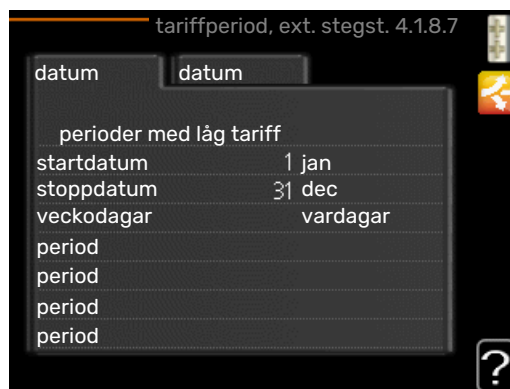 tariffperiod, ext. stegst. 4.1.8.7
datum datum
perioder med låg tariff
startdatum 1 jan
stoppdatum 31 dec
veckodagar vardagar
period
period
period
period
?